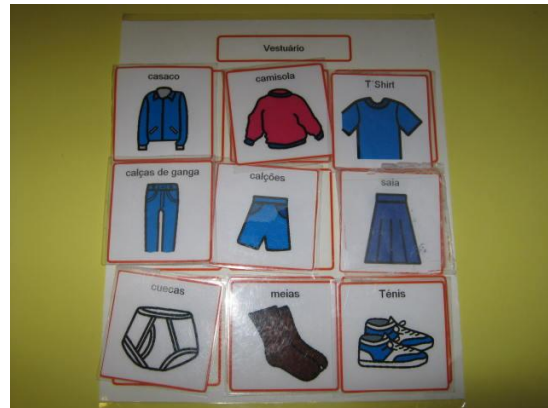 Vestuário
casaco
camisola
T´Shirt
calças de ganga
calções
saia
cuecas
meias
Ténis